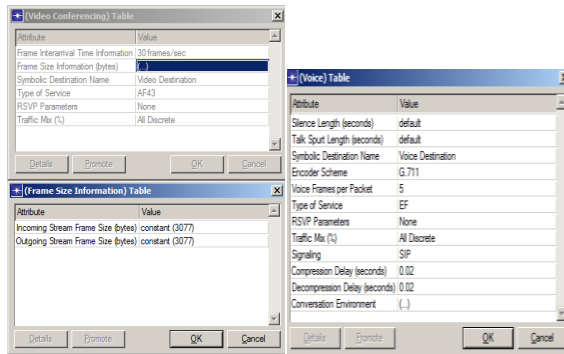 (Video Conferencing) Table
Attribute Value
Frame Interarrival Time Information 30 frames/sec
Frame Size Information (bytes) (...)
Symbolic Destination Name Video Destination
Type of Service AF43
RSVP Parameters None
Traffic Mix (%) All Discrete
Details Promote OK Cancel
(Frame Size Information) Table
Attribute Value
Incoming Stream Frame Size (bytes) constant (3077)
Outgoing Stream Frame Size (bytes) constant (3077)
Details Promote OK Cancel
(Voice) Table
Attribute Value
Silence Length (seconds) default
Talk Spurt Length (seconds) default
Symbolic Destination Name Voice Destination
Encoder Scheme G.711
Voice Frames per Packet 5
Type of Service EF
RSVP Parameters None
Traffic Mix (%) All Discrete
Signaling SIP
Compression Delay (seconds) 0.02
Decompression Delay (seconds) 0.02
Conversation Environment (...)
Details Promote OK Cancel